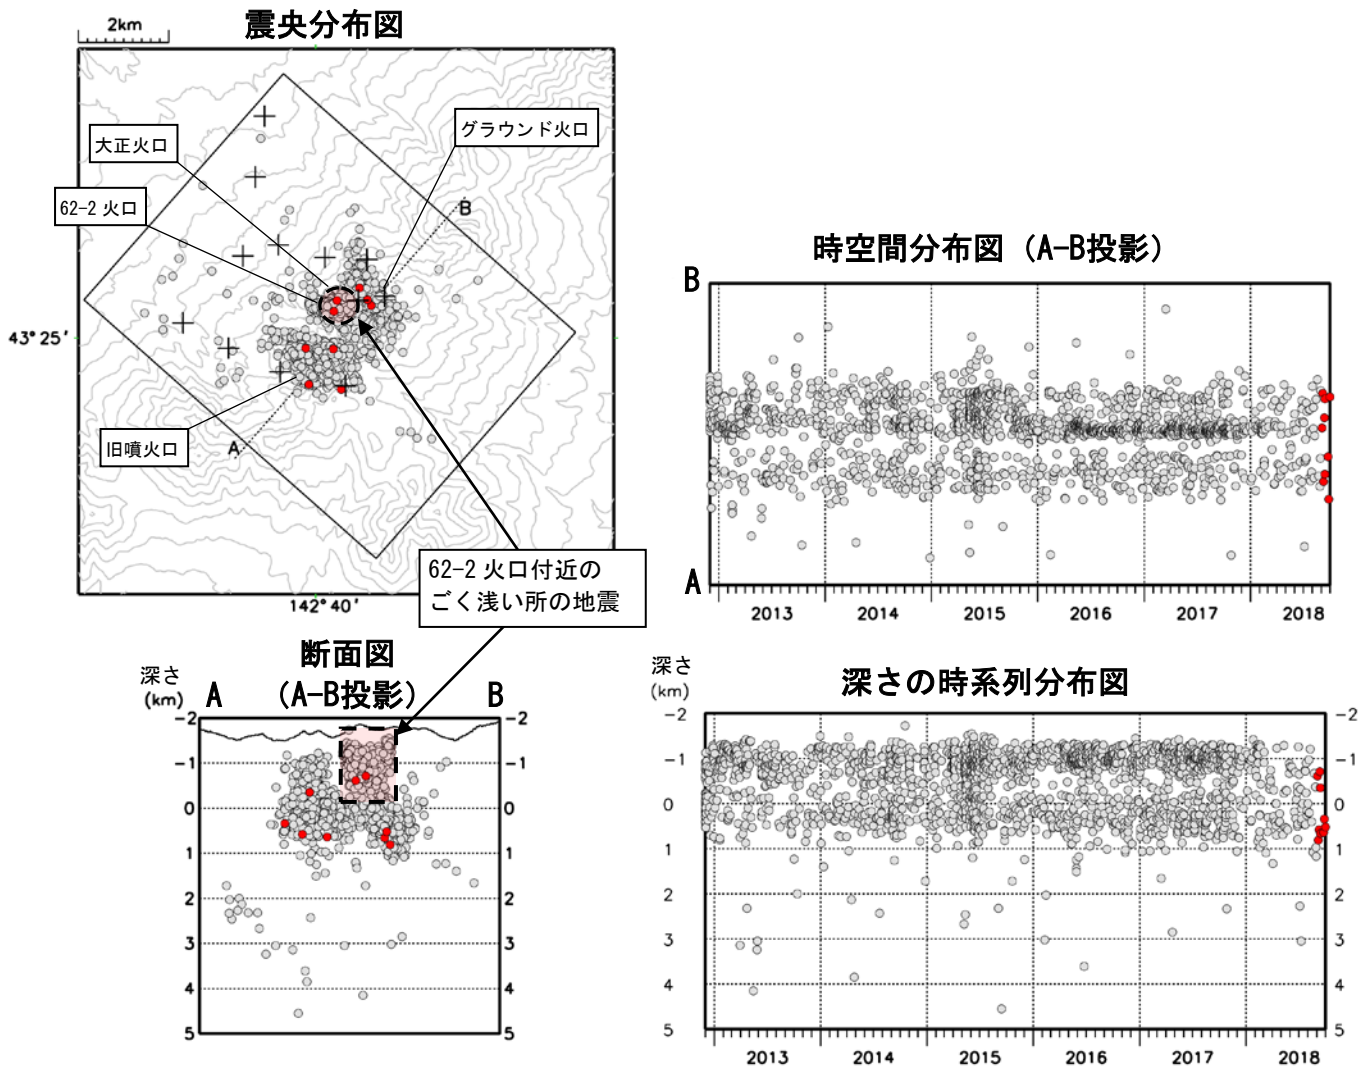 震央分布図
2km
大正火口
グラウンド火口
62-2 火口
B
43° 25′
旧噴火口
A
142° 40′
62-2 火口付近の
ごく浅い所の地震
時空間分布図（A-B投影）
B
A
2013 2014 2015 2016 2017 2018
断面図
（A-B投影）
深さ
(km)
A
B
-2 -2
-1 -1
0 0
1 1
2 2
3 3
4 4
5 5
深さの時系列分布図
深さ
(km)
-2 -2
-1 -1
0 0
1 1
2 2
3 3
4 4
5 5
2013 2014 2015 2016 2017 2018